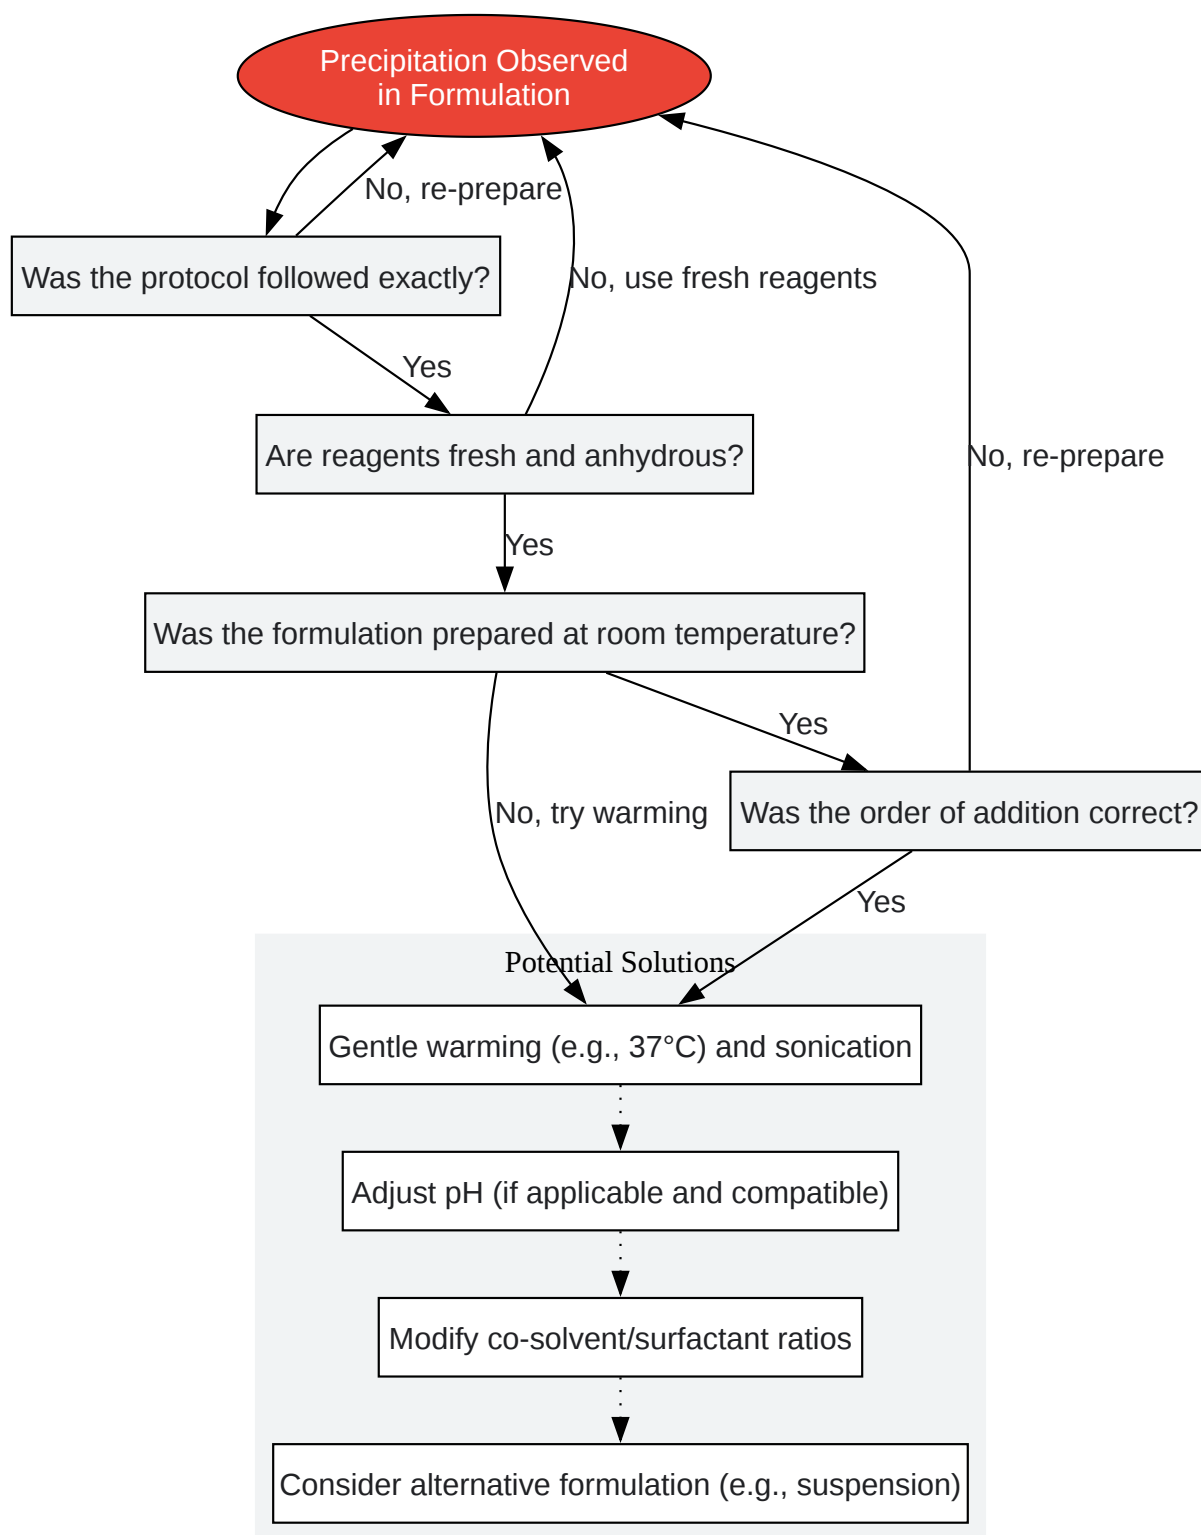 Precipitation Observed
in Formulation
No, re-prepare
Was the protocol followed exactly?
No, use fresh reagents
Yes
Are reagents fresh and anhydrous?
No, re-prepare
Yes
Was the formulation prepared at room temperature?
Yes
No, try warming
Was the order of addition correct?
Yes
Potential Solutions
Gentle warming (e.g., 37°C) and sonication
Adjust pH (if applicable and compatible)
Modify co-solvent/surfactant ratios
Consider alternative formulation (e.g., suspension)